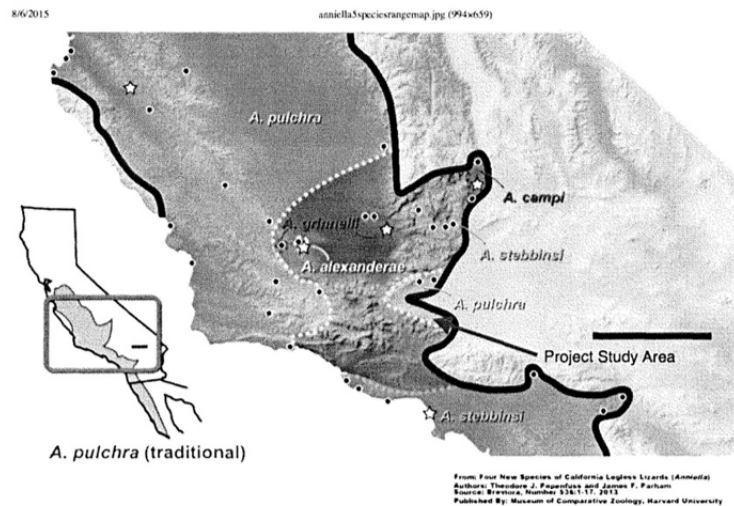 8/6/2015
anniella5speciesrangemap.jpg (994×659)
A. pulchra
A. campi
A. grinnelli
A. stebbinsi
A. alexanderae
A. pulchra
Project Study Area
A. stebbinsi
A. pulchra (traditional)
From: Four New Species of California Legless Lizards (Anniella)
Authors: Theodore J. Papenfuss and James F. Parham
Source: Breviora, Number 536:1-17. 2013
Published By: Museum of Comparative Zoology, Harvard University